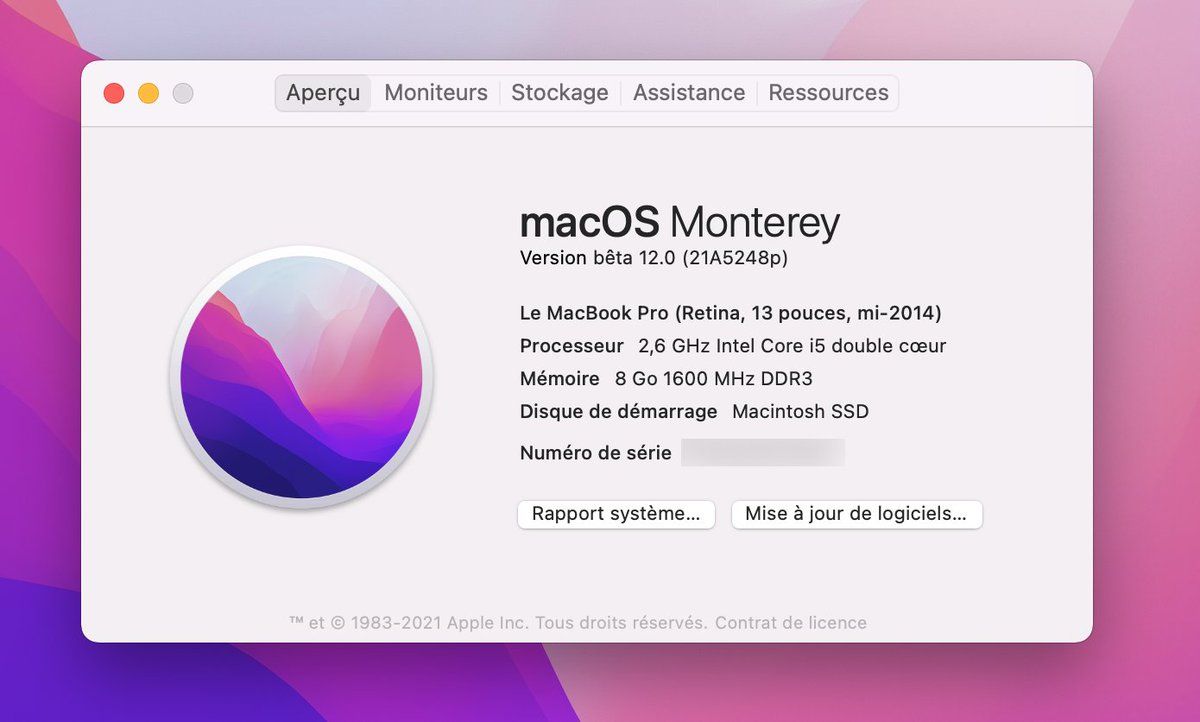 Aperçu Moniteurs Stockage Assistance Ressources
macOS Monterey
Version bêta 12.0 (21A5248p)
Le MacBook Pro (Retina, 13 pouces, mi-2014)
Processeur 2,6 GHz Intel Core i5 double cœur
Mémoire 8 Go 1600 MHz DDR3
Disque de démarrage Macintosh SSD
Numéro de série
Rapport système... Mise à jour de logiciels...
™ et © 1983-2021 Apple Inc. Tous droits réservés. Contrat de licence